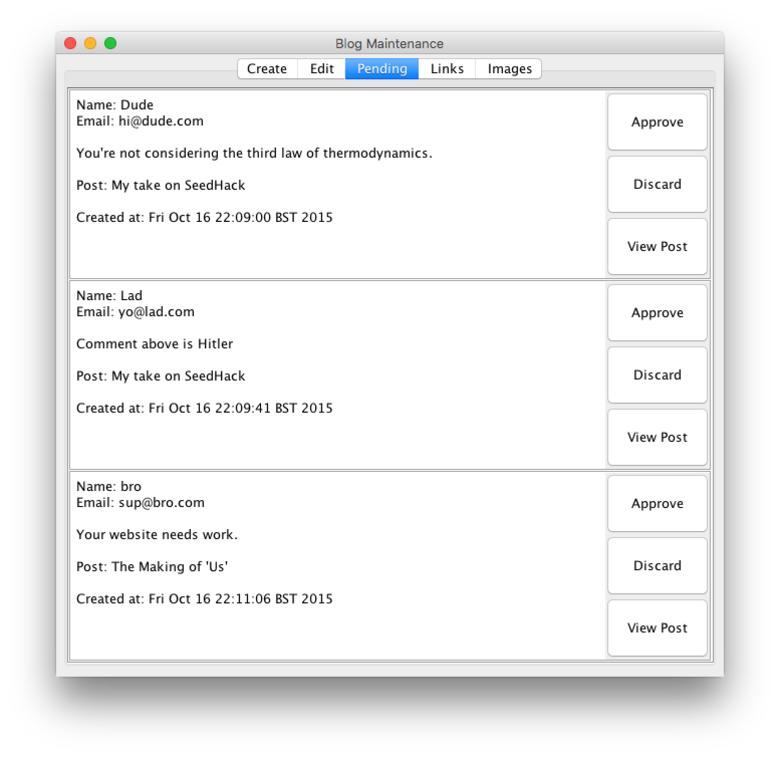 Blog Maintenance
Create Edit Pending Links Images
Name: Dude
Email: hi@dude.com
You're not considering the third law of thermodynamics.
Post: My take on SeedHack
Created at: Fri Oct 16 22:09:00 BST 2015
Approve
Discard
View Post
Name: Lad
Email: yo@lad.com
Comment above is Hitler
Post: My take on SeedHack
Created at: Fri Oct 16 22:09:41 BST 2015
Approve
Discard
View Post
Name: bro
Email: sup@bro.com
Your website needs work.
Post: The Making of 'Us'
Created at: Fri Oct 16 22:11:06 BST 2015
Approve
Discard
View Post